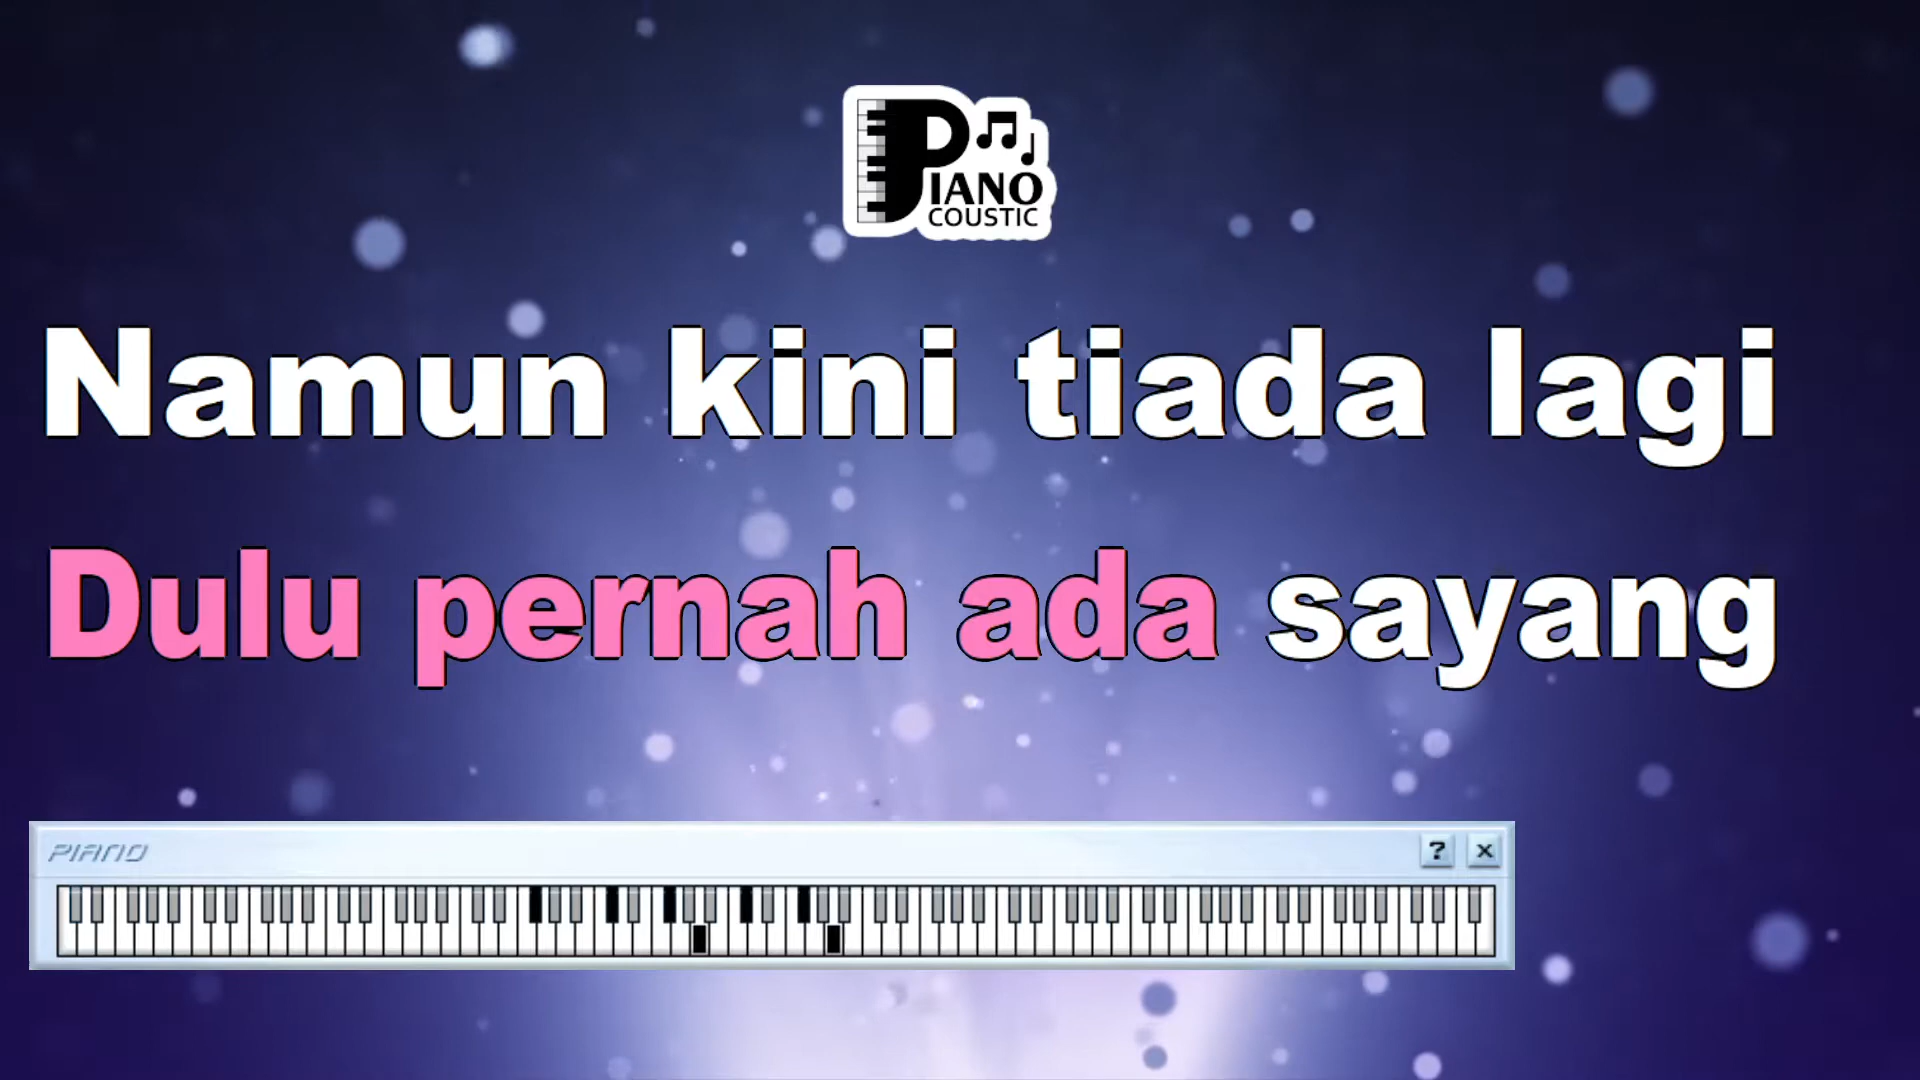 PIANO
COUSTIC
Namun kini tiada lagi
Dulu pernah ada sayang
PIANO
? x